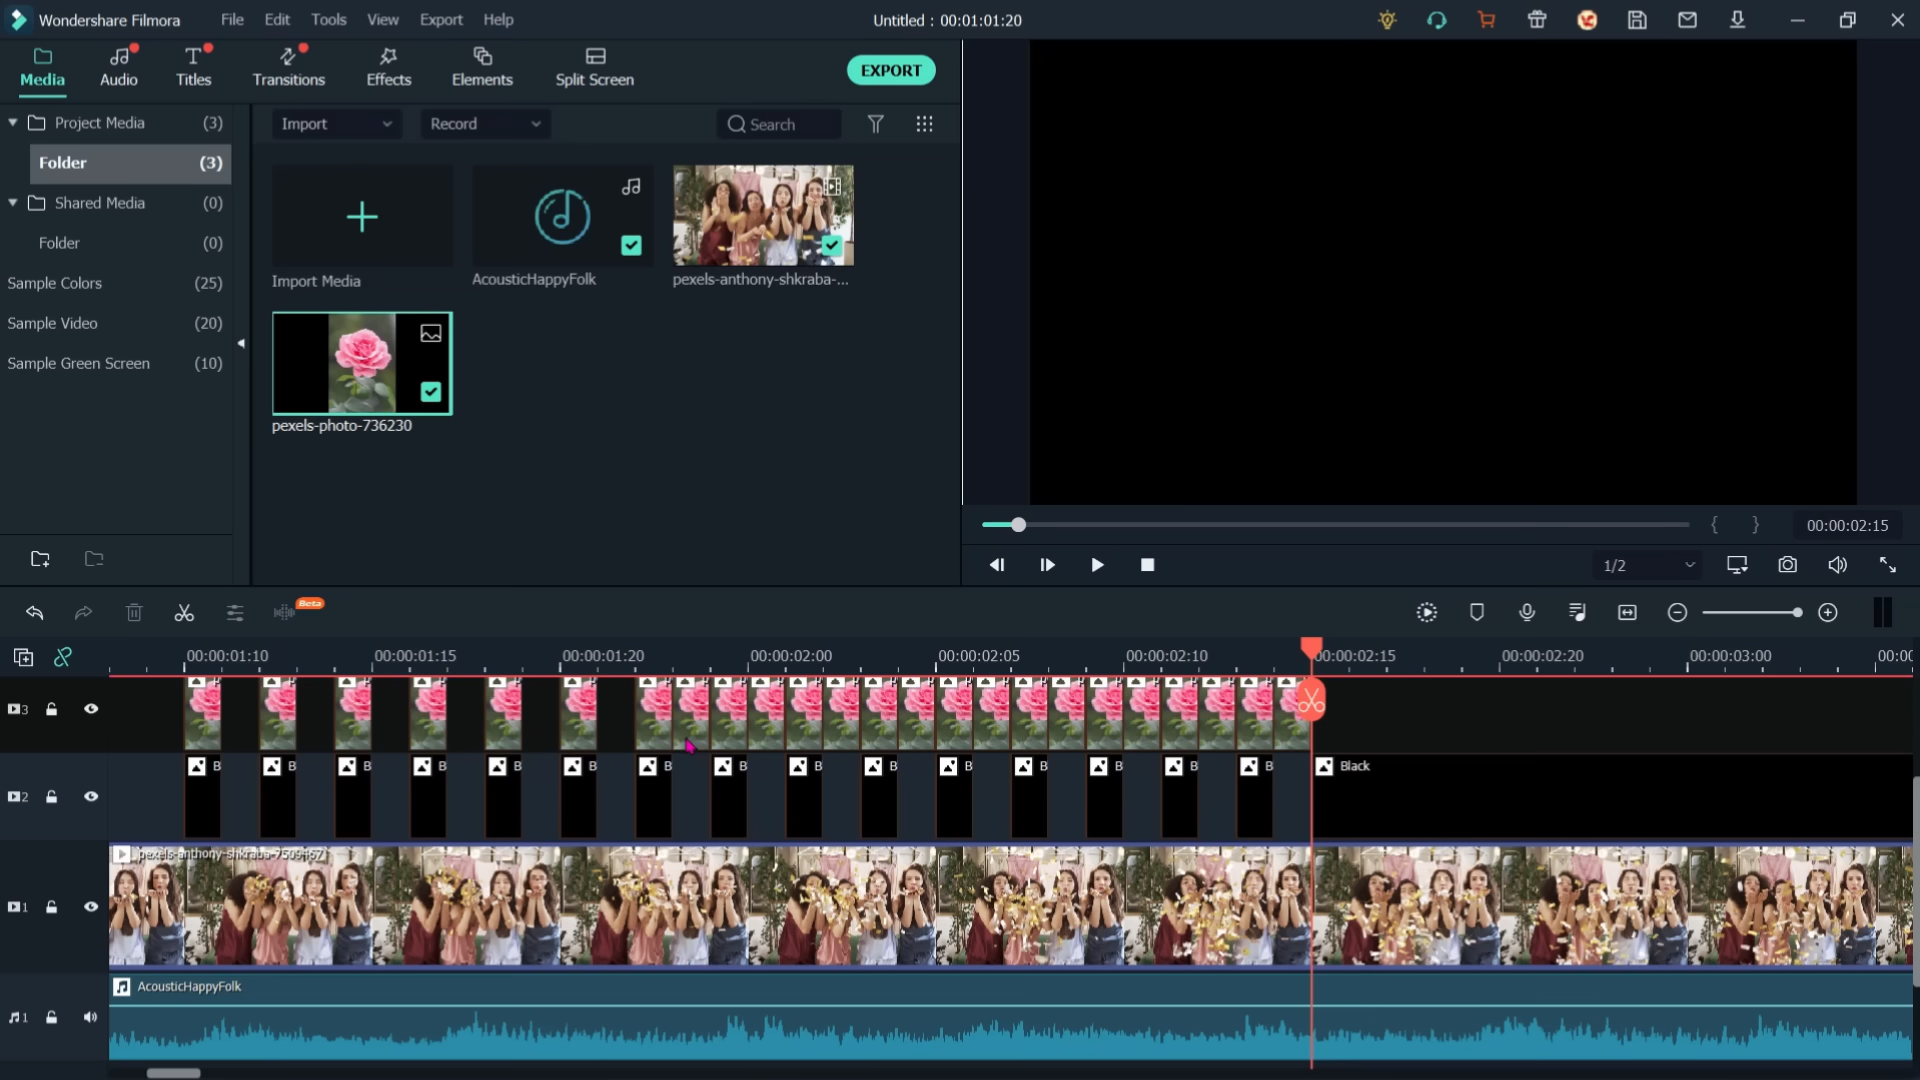 Wondershare Filmora
File Edit Tools View Export Help
Untitled : 00:01:01:20
Media Audio Titles Transitions Effects Elements Split Screen
EXPORT
Project Media (3)
Folder (3)
Shared Media (0)
Folder (0)
Sample Colors (25)
Sample Video (20)
Sample Green Screen (10)
Import Record Search
Import Media
AcousticHappyFolk
pexels-anthony-shkraba-...
pexels-photo-736230
{ } 00:00:02:15
1/2
Beta
00:00:01:10 00:00:01:15 00:00:01:20 00:00:02:00 00:00:02:05 00:00:02:10 00:00:02:15 00:00:02:20 00:00:03:00 00:00
3
2 B B B B B B B B B B B B B B B Black
pexels-anthony-shkraba-7509467
1
AcousticHappyFolk
1